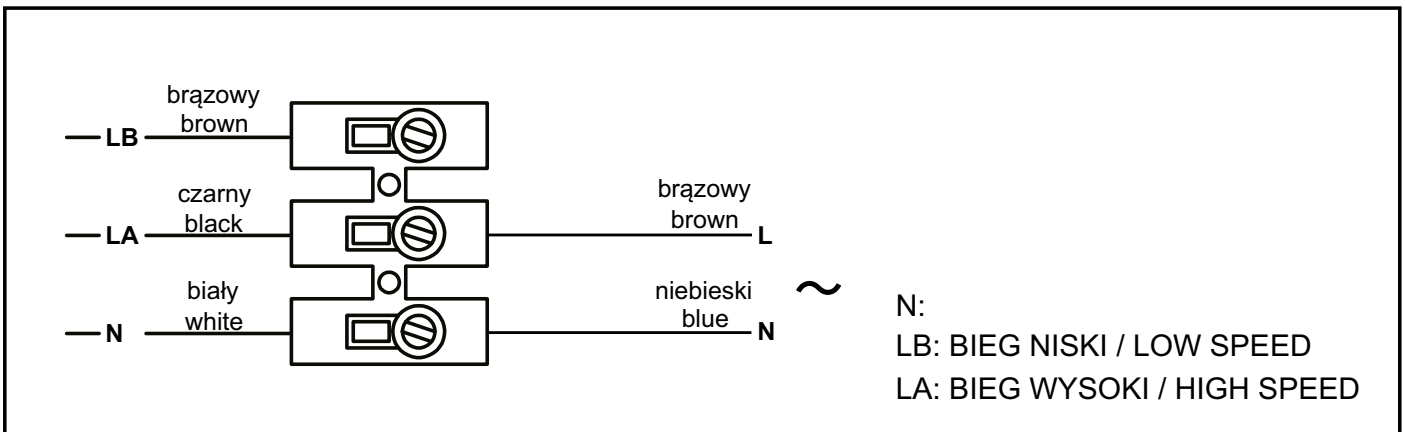 brązowy
brown
LB
czarny
black
LA
biały
white
N
brązowy
brown
L
niebieski
blue
N
~
N:
LB: BIEG NISKI / LOW SPEED
LA: BIEG WYSOKI / HIGH SPEED